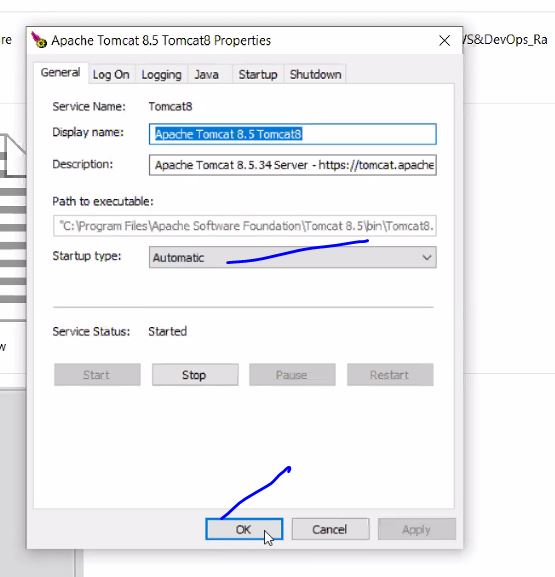 re
Apache Tomcat 8.5 Tomcat8 Properties
WS&DevOps_Ra
General Log On Logging Java Startup Shutdown
Service Name: Tomcat8
Display name: Apache Tomcat 8.5 Tomcat8
Description: Apache Tomcat 8.5.34 Server - https://tomcat.apache
Path to executable:
"C:\Program Files\Apache Software Foundation\Tomcat 8.5\bin\Tomcat8.
Startup type: Automatic
Service Status: Started
w
Start Stop Pause Restart
OK Cancel Apply